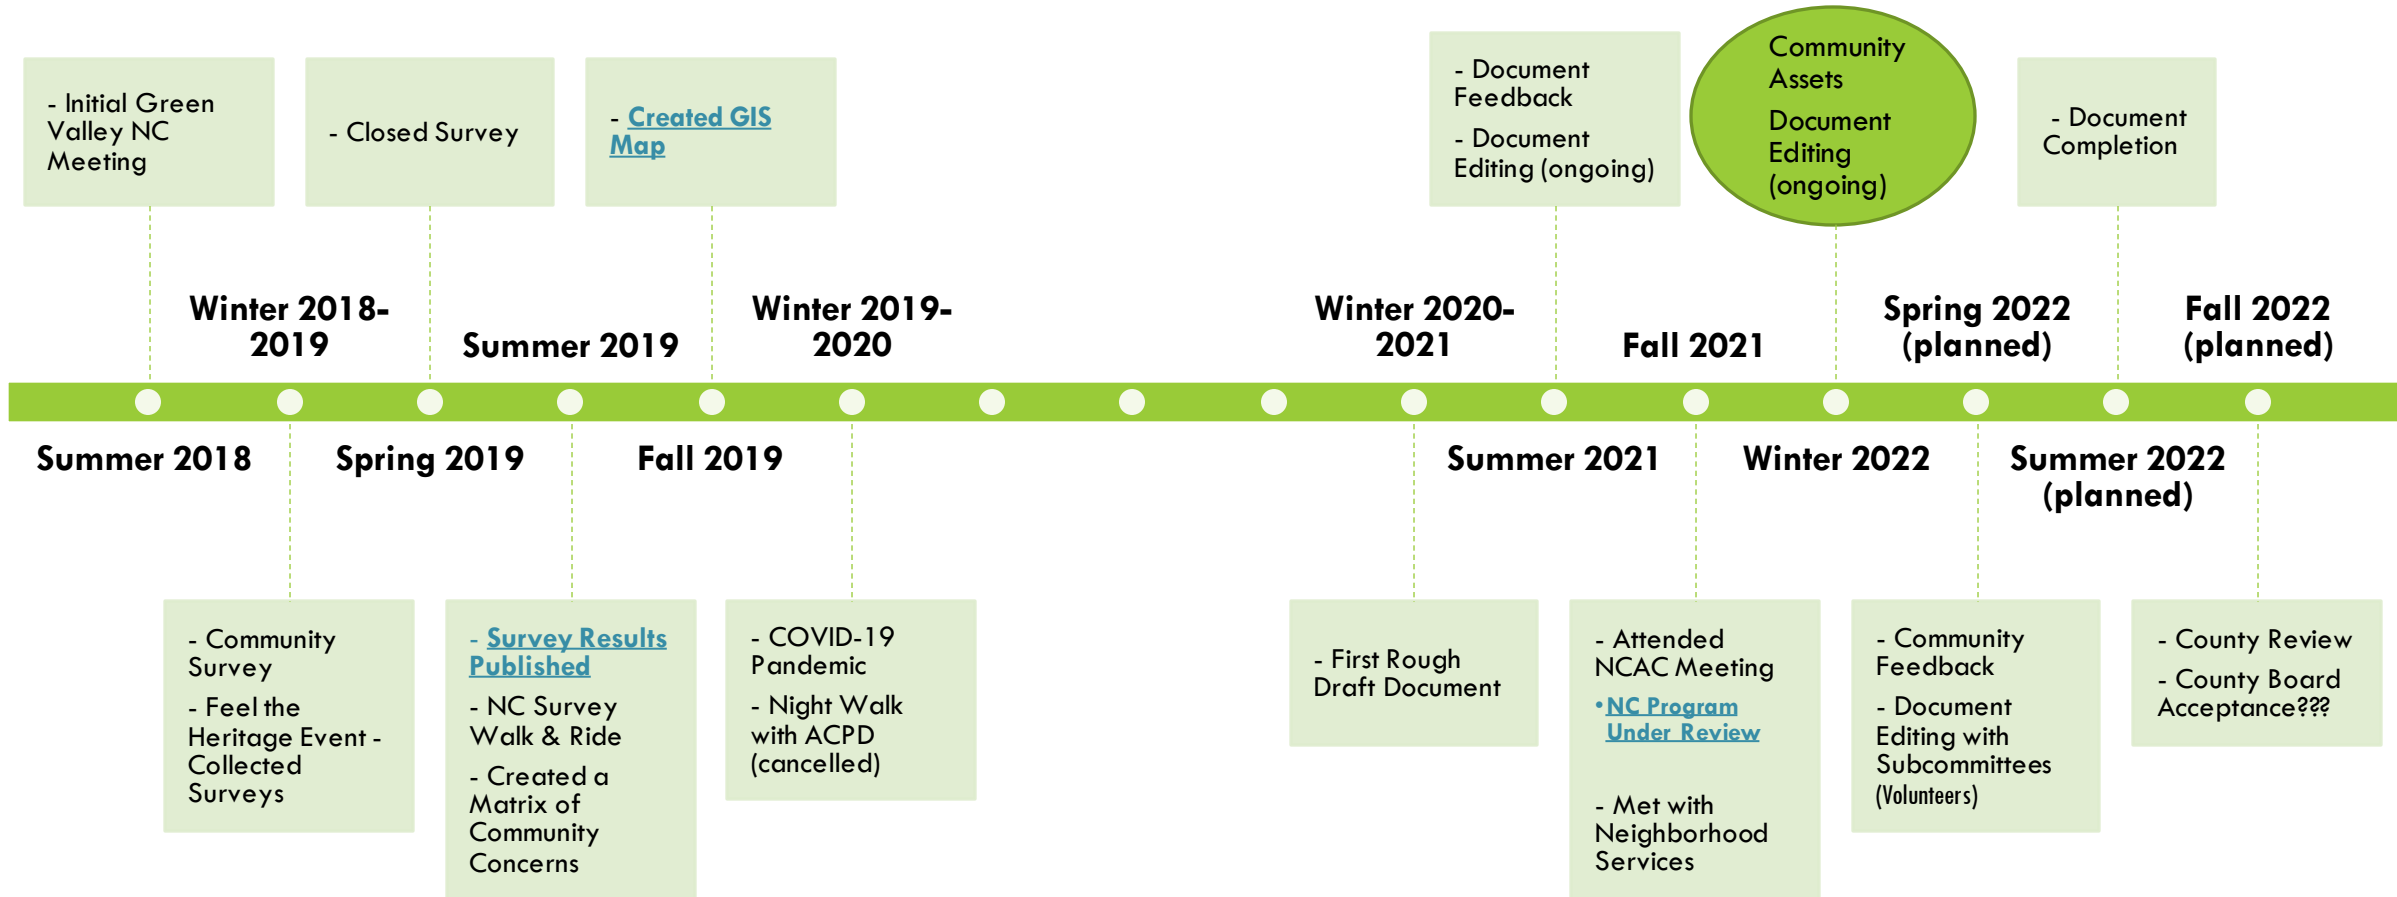 - Initial Green
Valley NC
Meeting
- Closed Survey
- Created GIS
Map
- Document
Feedback
- Document
Editing (ongoing)
Community
Assets
Document
Editing
(ongoing)
- Document
Completion
Winter 2018-
2019
Summer 2019
Winter 2019-
2020
Winter 2020-
2021
Fall 2021
Spring 2022
(planned)
Fall 2022
(planned)
Summer 2018
Spring 2019
Fall 2019
Summer 2021
Winter 2022
Summer 2022
(planned)
- Community
Survey
- Feel the
Heritage Event -
Collected
Surveys
- Survey Results
Published
- NC Survey
Walk & Ride
- Created a
Matrix of
Community
Concerns
- COVID-19
Pandemic
- Night Walk
with ACPD
(cancelled)
- First Rough
Draft Document
- Attended
NCAC Meeting
•NC Program
Under Review
- Met with
Neighborhood
Services
- Community
Feedback
- Document
Editing with
Subcommittees
(Volunteers)
- County Review
- County Board
Acceptance???